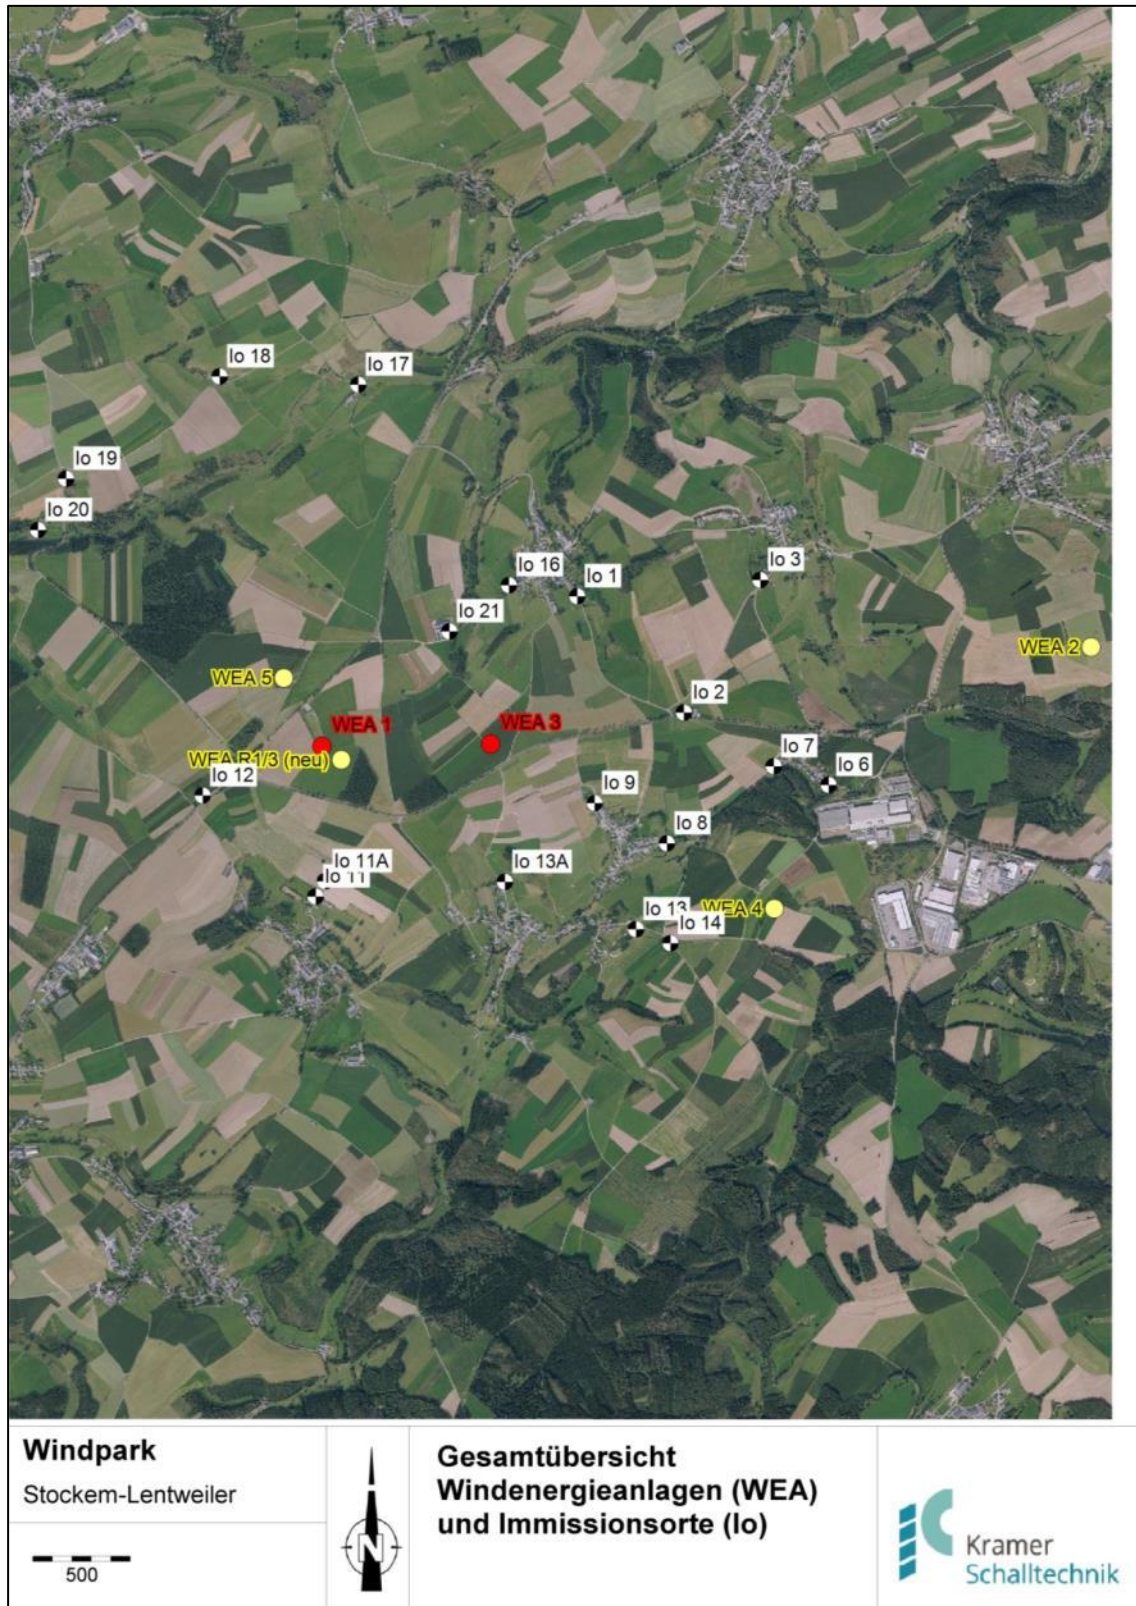 Io 18
Io 17
Io 19
Io 20
Io 16
Io 1
Io 3
Io 21
WEA 5
WEA 2
Io 2
WEA 1
WEA 3
WEA R1/3 (neu)
Io 7
Io 6
Io 12
Io 9
Io 8
Io 11A
Io 11
Io 13A
Io 13
WEA 4
Io 14
Windpark
Stockem-Lentweiler
500
N
Gesamtübersicht
Windenergieanlagen (WEA)
und Immissionsorte (Io)
Kramer
Schalltechnik